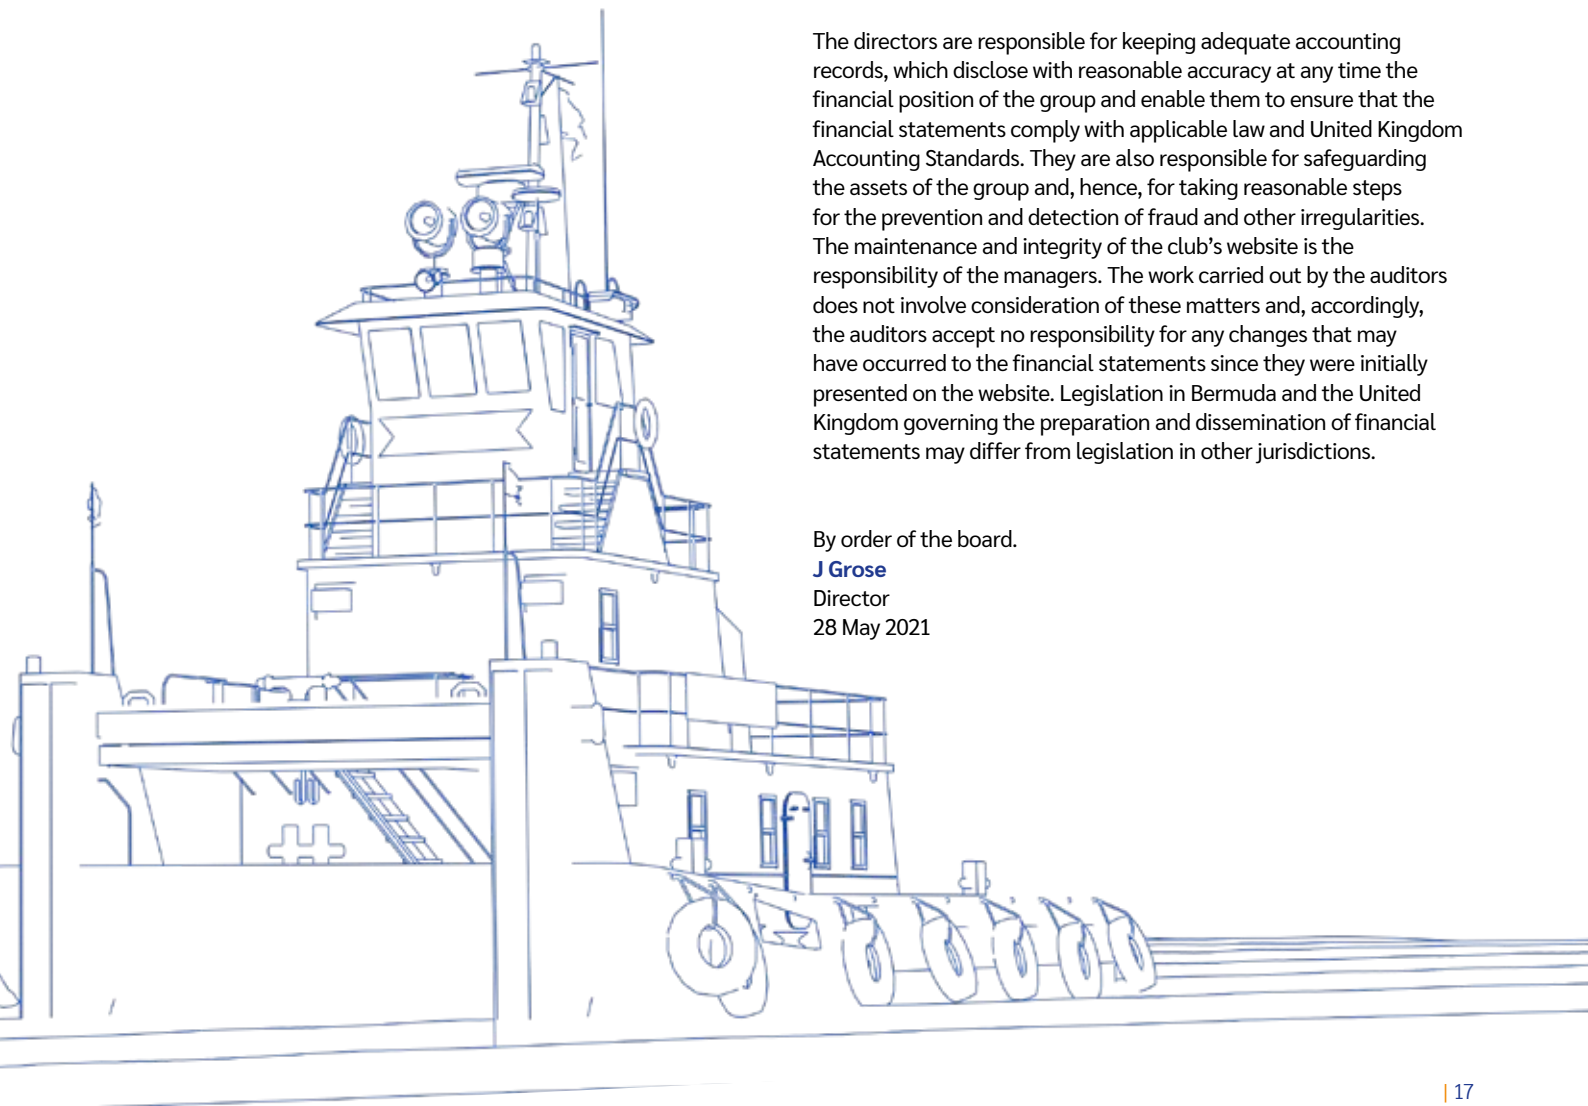 The directors are responsible for keeping adequate accounting
records, which disclose with reasonable accuracy at any time the
financial position of the group and enable them to ensure that the
financial statements comply with applicable law and United Kingdom
Accounting Standards. They are also responsible for safeguarding
the assets of the group and, hence, for taking reasonable steps
for the prevention and detection of fraud and other irregularities.
The maintenance and integrity of the club’s website is the
responsibility of the managers. The work carried out by the auditors
does not involve consideration of these matters and, accordingly,
the auditors accept no responsibility for any changes that may
have occurred to the financial statements since they were initially
presented on the website. Legislation in Bermuda and the United
Kingdom governing the preparation and dissemination of financial
statements may differ from legislation in other jurisdictions.
By order of the board.
J Grose
Director
28 May 2021
| 17